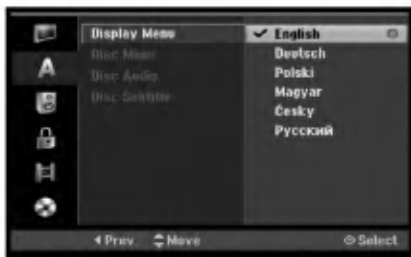 A
Display Menu
Disc Menu
Disc Audio
Disc Subtitle
English
Deutsch
Polski
Magyar
Česky
Русский
Prev. Move Select